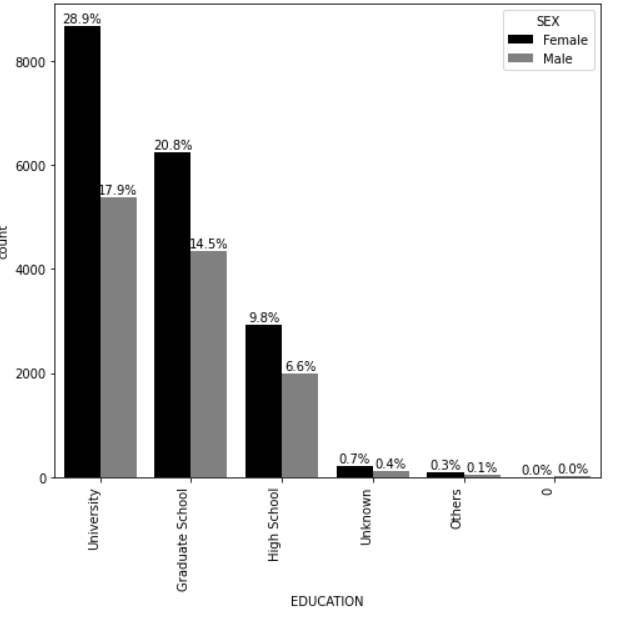 28.9%
SEX
Female
Male
8000
20.8%
6000
17.9%
14.5%
count
4000
9.8%
6.6%
2000
0.7% 0.4% 0.3% 0.1% 0.0% 0.0%
0
University
Graduate School
High School
Unknown
Others
0
EDUCATION